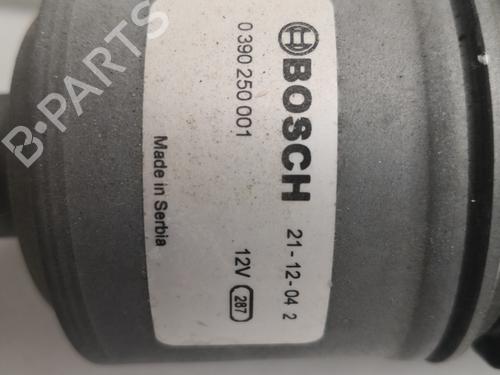 BOSCH
0 390 250 001
21-12-04 2
Made in Serbia
12V 287
B-PARTS